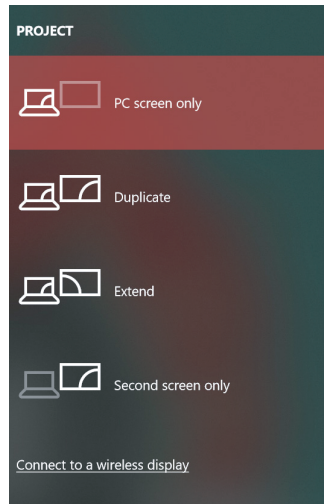 PROJECT
PC screen only
Duplicate
Extend
Second screen only
Connect to a wireless display